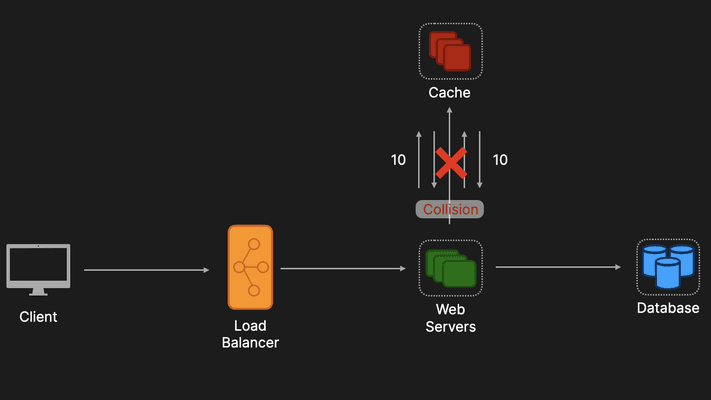 Cache
10
10
Collision
Client
Load
Balancer
Web
Servers
Database